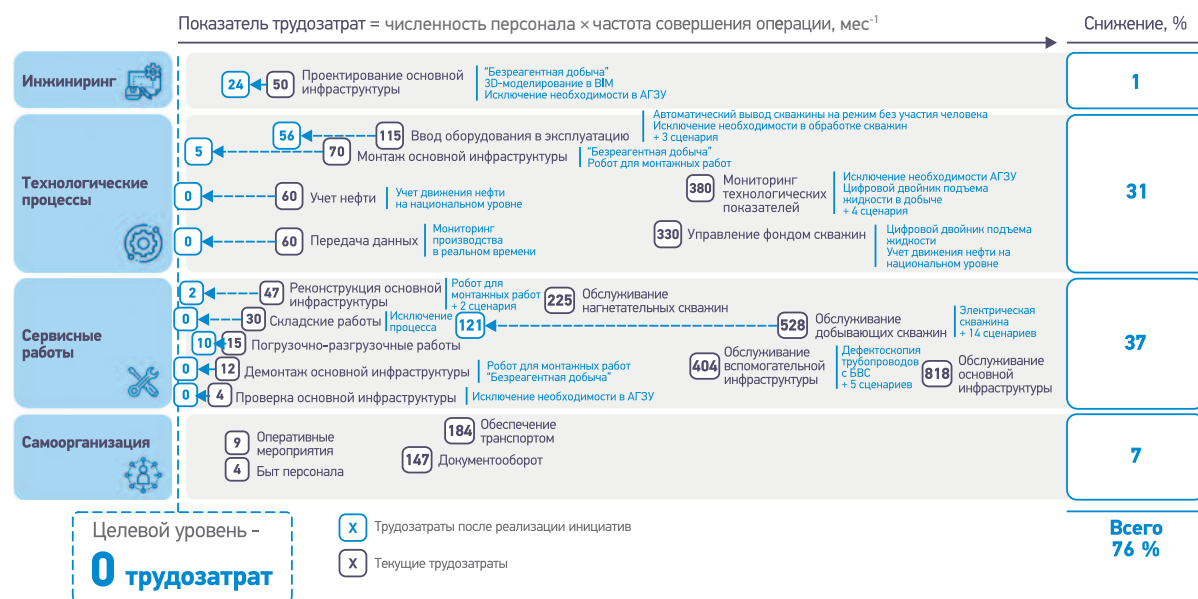 Показатель трудозатрат = численность персонала × частота совершения операции, мес⁻¹
Снижение, %
Инжиниринг
24
50
Проектирование основной
инфраструктуры
"Безреагентная добыча"
3D-моделирование в BIM
Исключение необходимости в АГЗУ
1
Технологические
процессы
56
115
Ввод оборудования в эксплуатацию
Автоматический вывод скважины на режим без участия человека
Исключение необходимости в обработке скважин
+ 3 сценария
5
70
Монтаж основной инфраструктуры
"Безреагентная добыча"
Робот для монтажных работ
0
60
Учет нефти
Учет движения нефти
на национальном уровне
380
Мониторинг
технологических
показателей
Исключение необходимости АГЗУ
Цифровой двойник подъема
жидкости в добыче
+ 4 сценария
0
60
Передача данных
Мониторинг
производства
в реальном времени
330
Управление фондом скважин
Цифровой двойник подъема
жидкости
Учет движения нефти на
национальном уровне
31
Сервисные
работы
2
47
Реконструкция основной
инфраструктуры
Робот для
монтажных работ
+ 2 сценария
225
Обслуживание
нагнетательных скважин
0
30
Складские работы
Исключение
процесса
121
528
Обслуживание
добывающих скважин
Электрическая
скважина
+ 14 сценариев
10
15
Погрузочно-разгрузочные работы
0
12
Демонтаж основной инфраструктуры
Робот для монтажных работ
"Безреагентная добыча"
404
Обслуживание
вспомогательной
инфраструктуры
Дефектоскопия
трубопроводов
с БВС
+ 5 сценариев
818
Обслуживание
основной
инфраструктуры
0
4
Проверка основной инфраструктуры
Исключение необходимости в АГЗУ
37
Самоорганизация
9
Оперативные
мероприятия
184
Обеспечение
транспортом
4
Быт персонала
147
Документооборот
7
Целевой уровень -
0 трудозатрат
X
Трудозатраты после реализации инициатив
X
Текущие трудозатраты
Всего
76 %